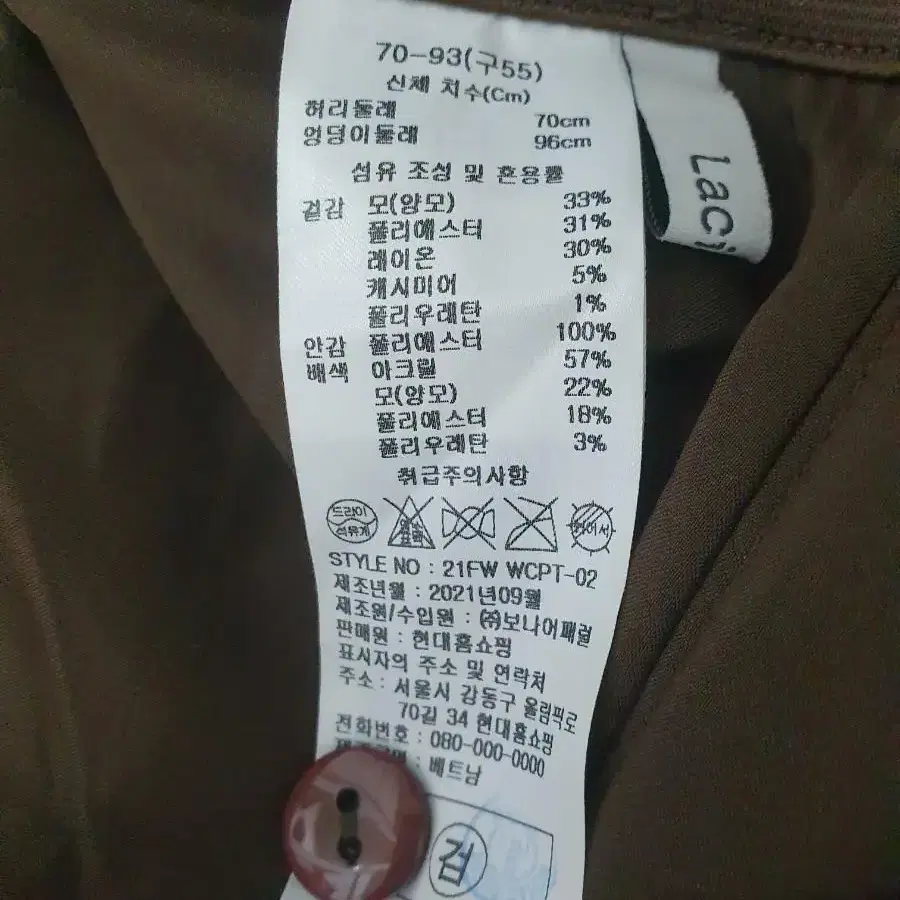 70-93(구55)
신체 치수(Cm)
허리둘레 70cm
엉덩이둘레 96cm
섬유 조성 및 혼용률
겉감 모(양모) 33%
폴리에스터 31%
레이온 30%
캐시미어 5%
폴리우레탄 1%
안감 폴리에스터 100%
배색 아크릴 57%
모(양모) 22%
폴리에스터 18%
폴리우레탄 3%
취급주의사항
드라이
석유계
STYLE NO : 21FW WCPT-02
제조년월 : 2021년09월
제조원/수입원 : ㈜보나어패럴
판매원 : 현대홈쇼핑
표시자의 주소 및 연락처
주소 : 서울시 강동구 올림픽로
70길 34 현대홈쇼핑
전화번호 : 080-000-0000
: 베트남
검
Laci